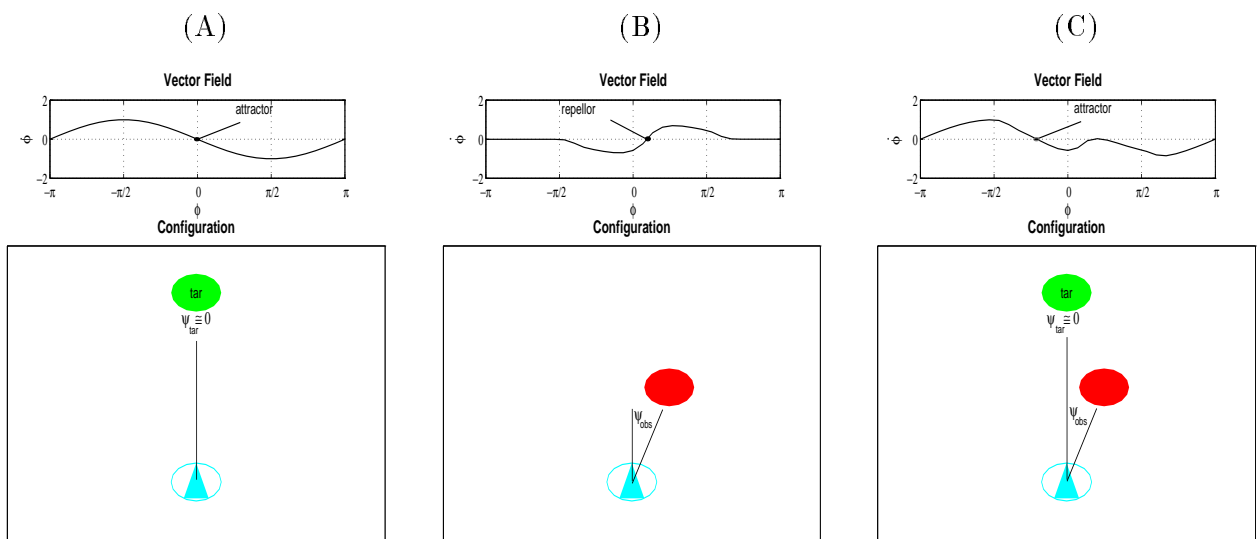 (A)
Vector Field
attractor
2
0
−2
ϕ̇
−π
−π/2
0
π/2
π
ϕ
Configuration
tar
ψtar ≅ 0
(B)
Vector Field
repellor
2
0
−2
ϕ̇
−π
−π/2
0
π/2
π
ϕ
Configuration
ψobs
(C)
Vector Field
attractor
2
0
−2
ϕ̇
−π
−π/2
0
π/2
π
ϕ
Configuration
tar
ψtar ≅ 0
ψobs